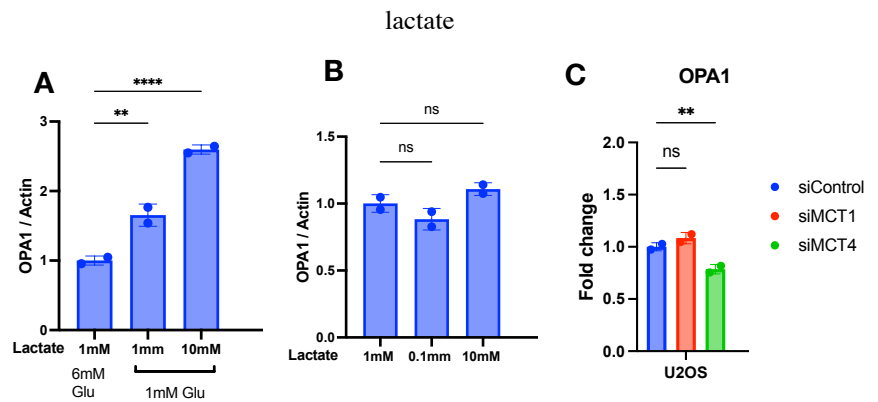 lactate
A
****
**
OPA1 / Actin
3
2
1
0
Lactate 1mM 1mm 10mM
6mM
Glu
1mM Glu
B
ns
ns
OPA1 / Actin
1.5
1.0
0.5
0.0
Lactate 1mM 0.1mm 10mM
C
OPA1
**
ns
Fold change
2.0
1.5
1.0
0.5
0.0
U2OS
siControl
siMCT1
siMCT4